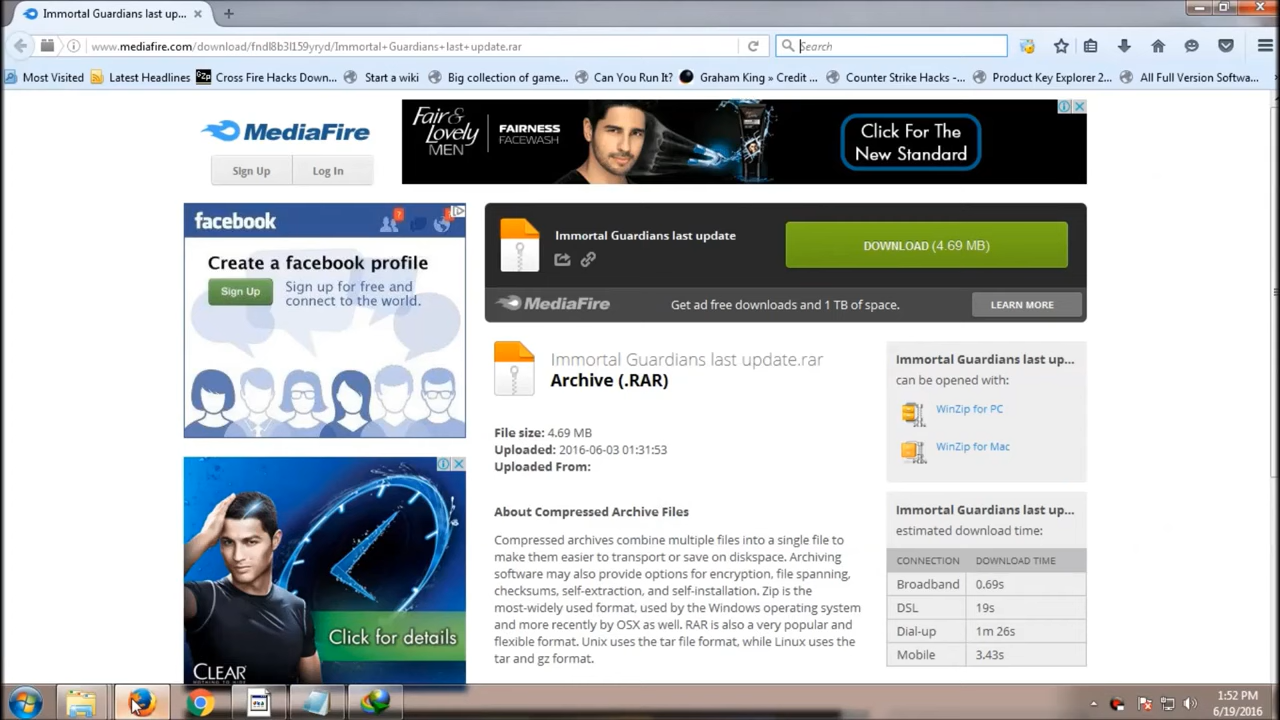 Immortal Guardians last up...
www.mediafire.com/download/fndl8b3l159yryd/Immortal+Guardians+last+update.rar
Search
Most Visited
Latest Headlines
Cross Fire Hacks Down...
Start a wiki
Big collection of game...
Can You Run It?
Graham King » Credit ...
Counter Strike Hacks -...
Product Key Explorer 2...
All Full Version Softwa...
MediaFire
Sign Up
Log In
Fair &
Lovely
MEN
FAIRNESS
FACEWASH
Click For The
New Standard
facebook
Create a facebook profile
Sign Up
Sign up for free and
connect to the world.
Immortal Guardians last update
DOWNLOAD (4.69 MB)
MediaFire
Get ad free downloads and 1 TB of space.
LEARN MORE
Immortal Guardians last update.rar
Archive (.RAR)
File size: 4.69 MB
Uploaded: 2016-06-03 01:31:53
Uploaded From:
About Compressed Archive Files
Compressed archives combine multiple files into a single file to
make them easier to transport or save on diskspace. Archiving
software may also provide options for encryption, file spanning,
checksums, self-extraction, and self-installation. Zip is the
most-widely used format, used by the Windows operating system
and more recently by OSX as well. RAR is also a very popular and
flexible format. Unix uses the tar file format, while Linux uses the
tar and gz format.
Immortal Guardians last up...
can be opened with:
WinZip for PC
WinZip for Mac
Immortal Guardians last up...
estimated download time:
CONNECTION DOWNLOAD TIME
Broadband 0.69s
DSL 19s
Dial-up 1m 26s
Mobile 3.43s
Click for details
CLEAR
1:52 PM
6/19/2016